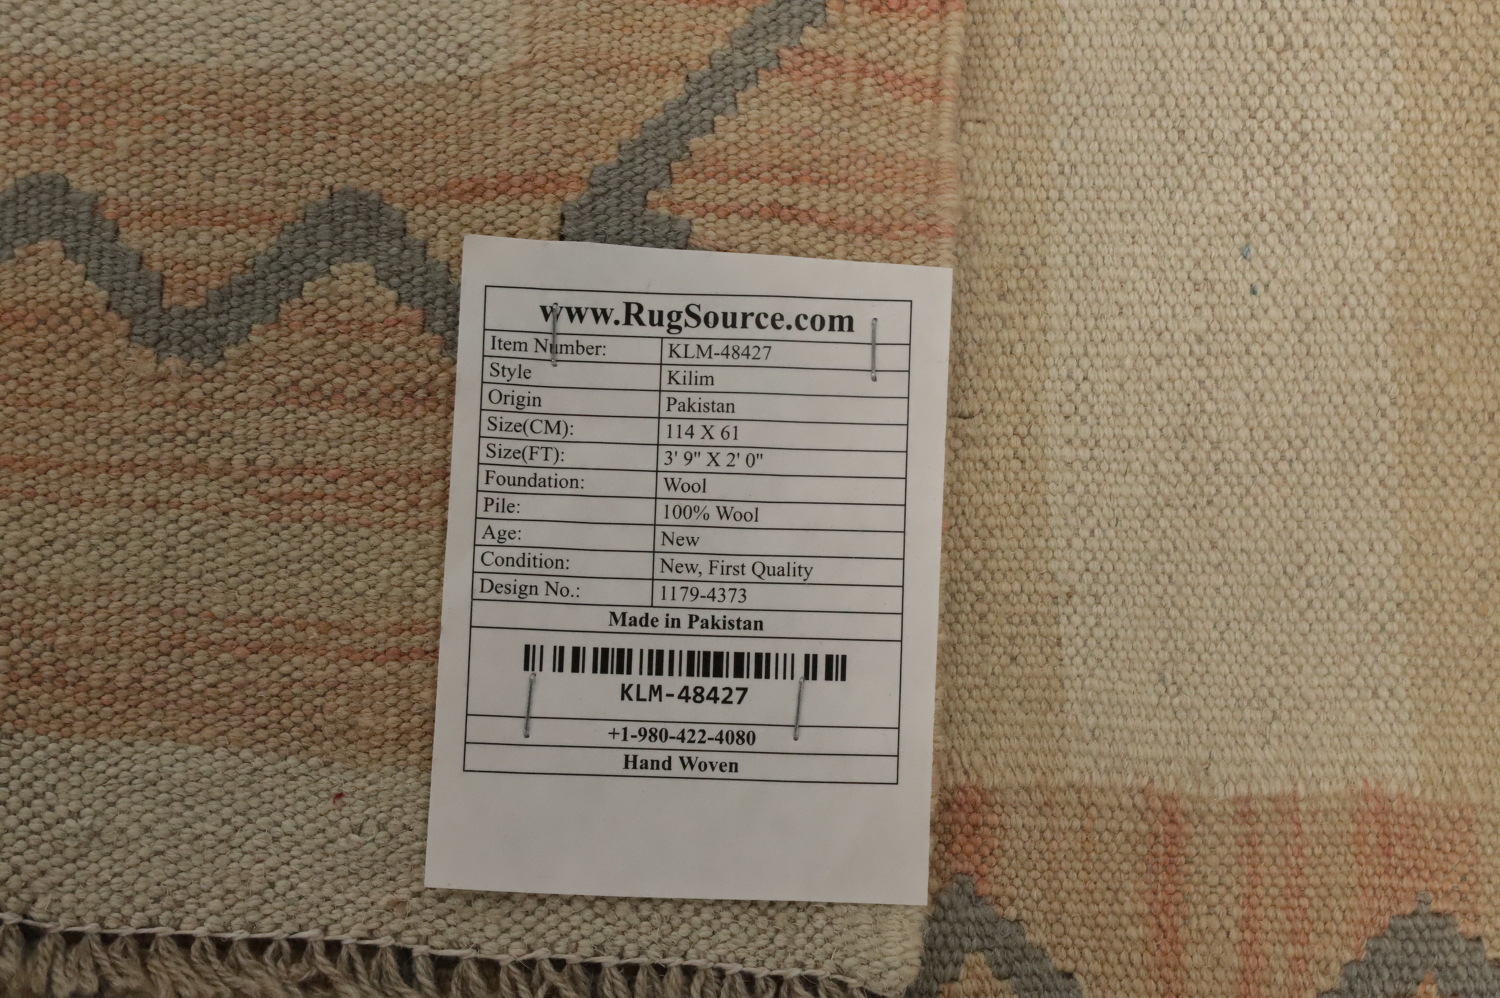 www.RugSource.com
Item Number: KLM-48427
Style Kilim
Origin Pakistan
Size(CM): 114 X 61
Size(FT): 3' 9" X 2' 0"
Foundation: Wool
Pile: 100% Wool
Age: New
Condition: New, First Quality
Design No.: 1179-4373
Made in Pakistan
KLM-48427
+1-980-422-4080
Hand Woven